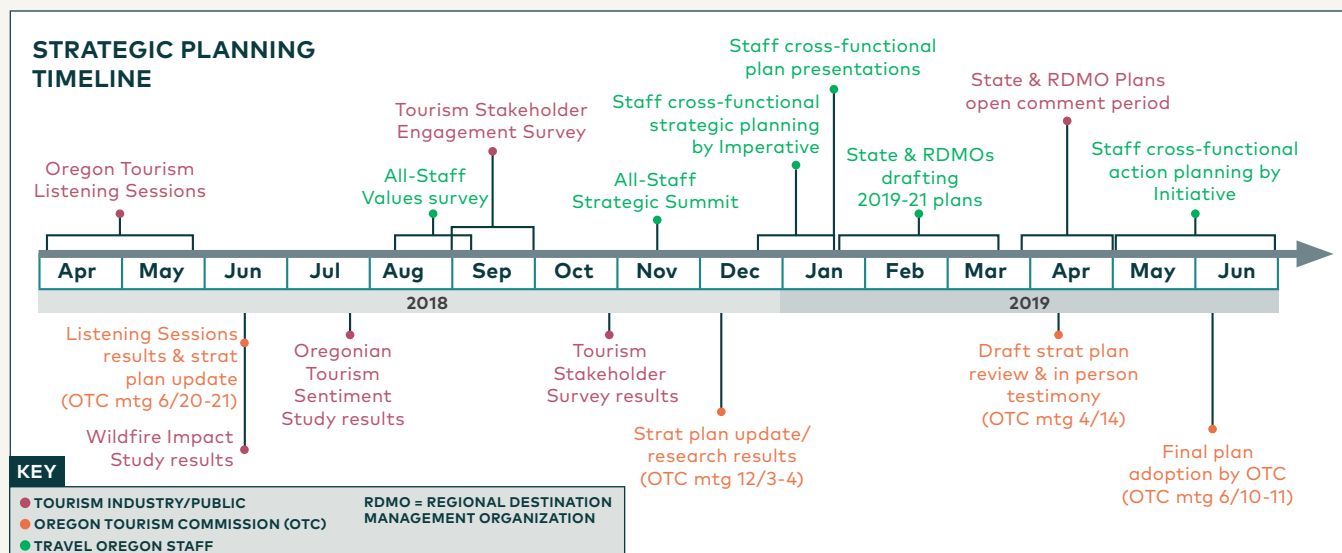 STRATEGIC PLANNING
TIMELINE
Oregon Tourism
Listening Sessions
All-Staff
Values survey
Tourism Stakeholder
Engagement Survey
All-Staff
Strategic Summit
Staff cross-functional
strategic planning
by Imperative
Staff cross-functional
plan presentations
State & RDMOs
drafting
2019-21 plans
State & RDMO Plans
open comment period
Staff cross-functional
action planning by
Initiative
Apr May Jun Jul Aug Sep Oct Nov Dec Jan Feb Mar Apr May Jun
2018 2019
Listening Sessions
results & strat
plan update
(OTC mtg 6/20-21)
Wildfire Impact
Study results
Oregonian
Tourism
Sentiment
Study results
Tourism
Stakeholder
Survey results
Strat plan update/
research results
(OTC mtg 12/3-4)
Draft strat plan
review & in person
testimony
(OTC mtg 4/14)
Final plan
adoption by OTC
(OTC mtg 6/10-11)
KEY
TOURISM INDUSTRY/PUBLIC
OREGON TOURISM COMMISSION (OTC)
TRAVEL OREGON STAFF
RDMO = REGIONAL DESTINATION
MANAGEMENT ORGANIZATION